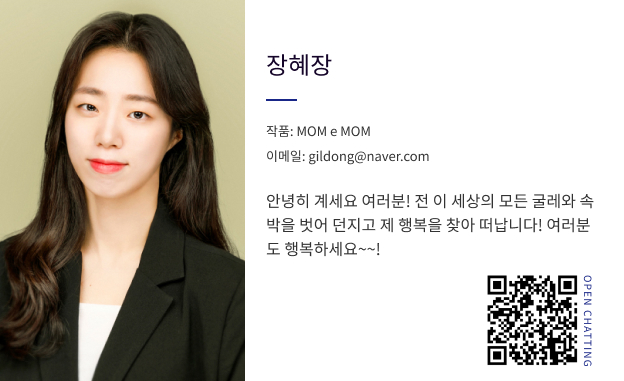 장혜장
작품: MOM e MOM
이메일: gildong@naver.com
안녕히 계세요 여러분! 전 이 세상의 모든 굴레와 속
박을 벗어 던지고 제 행복을 찾아 떠납니다! 여러분
도 행복하세요~~!
OPEN CHATTING